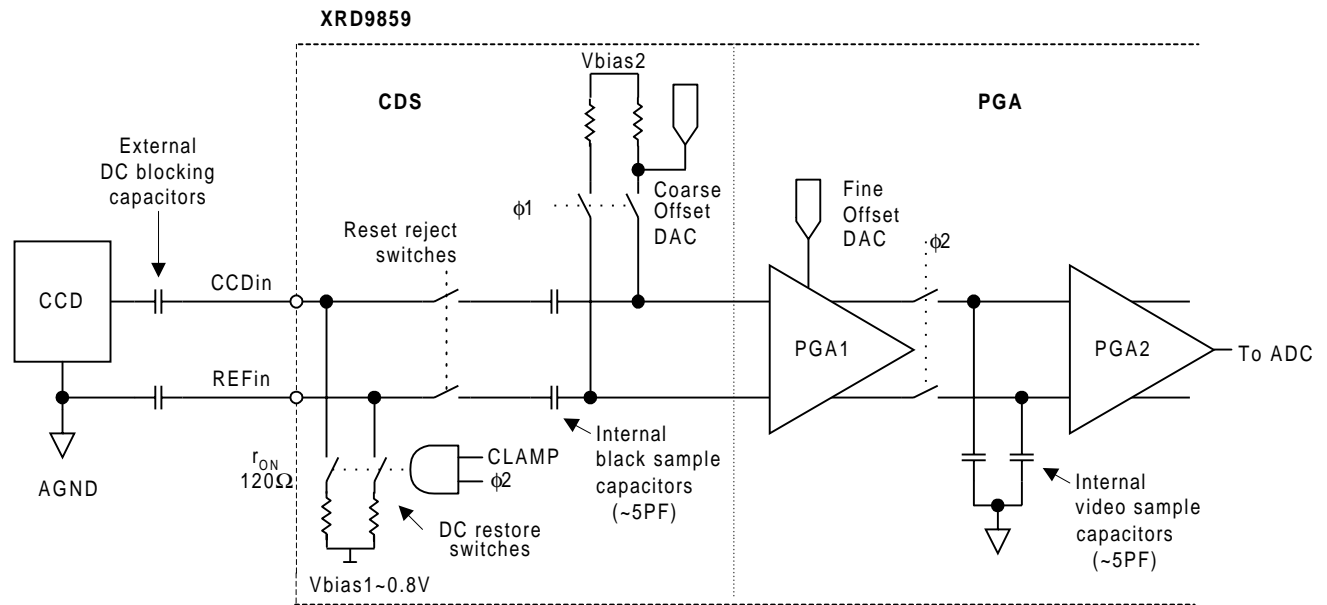 XRD9859
Vbias2
CDS
PGA
External
DC blocking
capacitors
Coarse
Offset
DAC
Fine
Offset
DAC
ϕ1
ϕ2
Reset reject
switches
CCD
CCDin
PGA1
PGA2
To ADC
REFin
AGND
rON
120Ω
CLAMP
ϕ2
Internal
black sample
capacitors
(~5PF)
DC restore
switches
Internal
video sample
capacitors
(~5PF)
Vbias1~0.8V